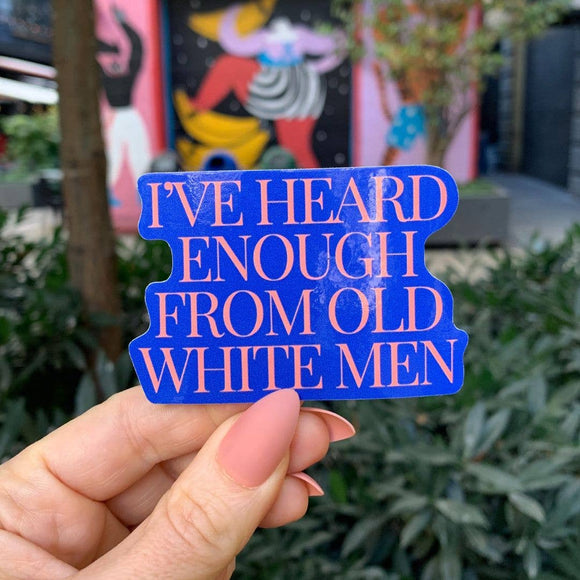 I'VE HEARD
ENOUGH
FROM OLD
WHITE MEN